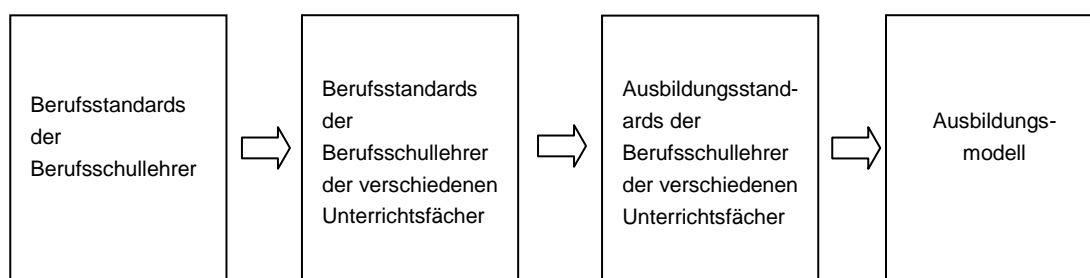 Berufsstandards
der
Berufsschullehrer
Berufsstandards
der
Berufsschullehrer
der verschiedenen
Unterrichtsfächer
Ausbildungsstand-
ards der
Berufsschullehrer
der verschiedenen
Unterrichtsfächer
Ausbildungs-
modell